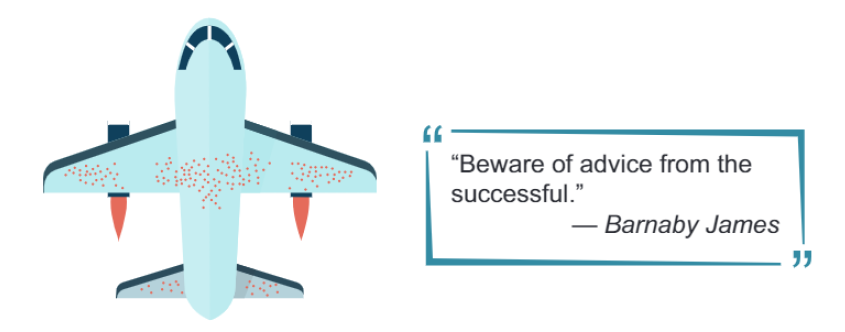 “Beware of advice from the
successful.”
— Barnaby James